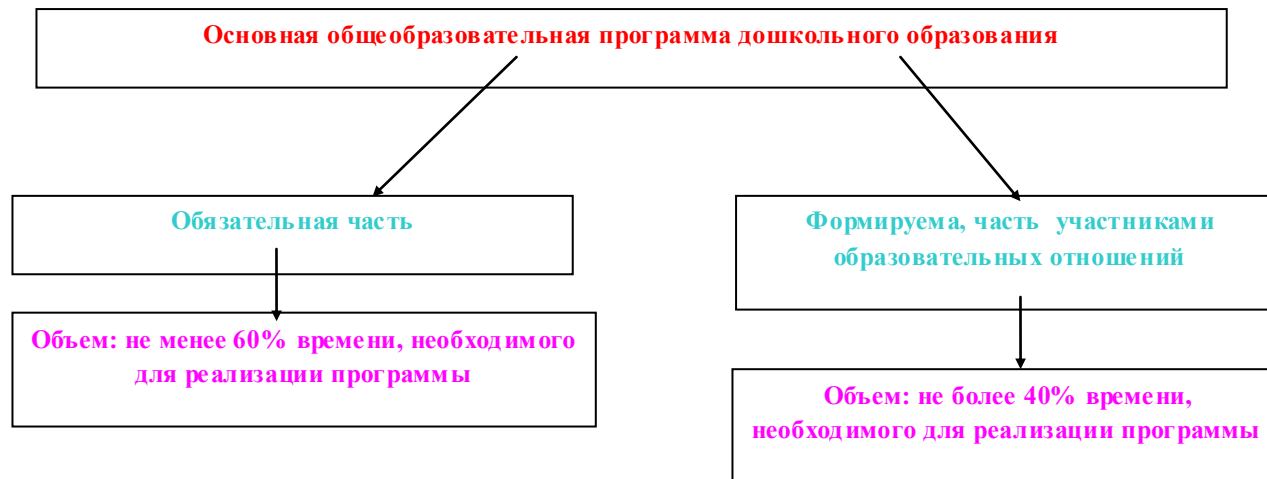 Основная общеобразовательная программа дошкольного образования
Обязательная часть
Формируема, часть участниками
образовательных отношений
Объем: не менее 60% времени, необходимого
для реализации программы
Объем: не более 40% времени,
необходимого для реализации программы